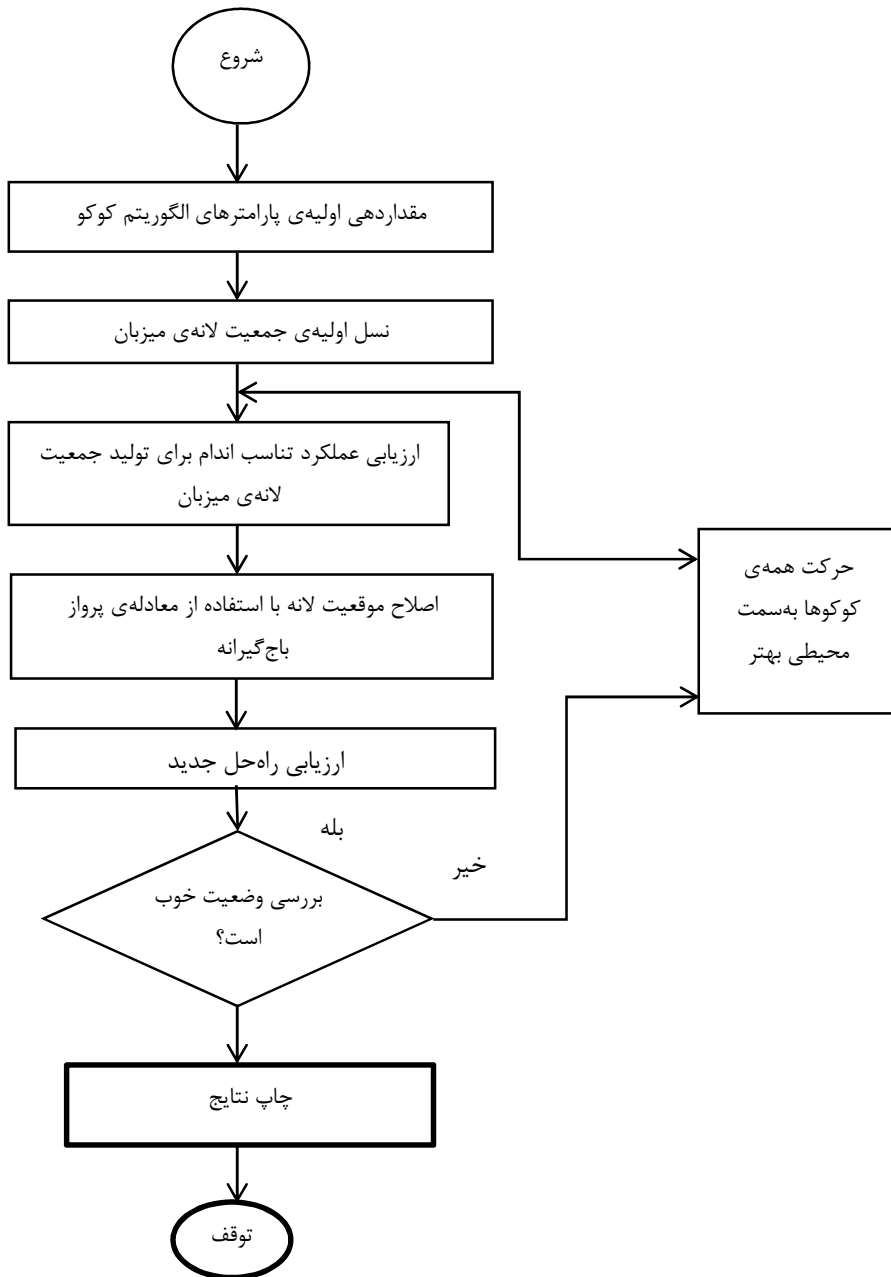 شروع
مقداردهی اولیه‌ی پارامترهای الگوریتم کوکو
نسل اولیه‌ی جمعیت لانه‌ی میزبان
ارزیابی عملکرد تناسب اندام برای تولید جمعیت
لانه‌ی میزبان
اصلاح موقعیت لانه با استفاده از معادله‌ی پرواز
باج‌گیرانه
ارزیابی راه‌حل جدید
بله
خیر
بررسی وضعیت خوب
است؟
حرکت همه‌ی
کوکوها به‌سمت
محیطی بهتر
چاپ نتایج
توقف